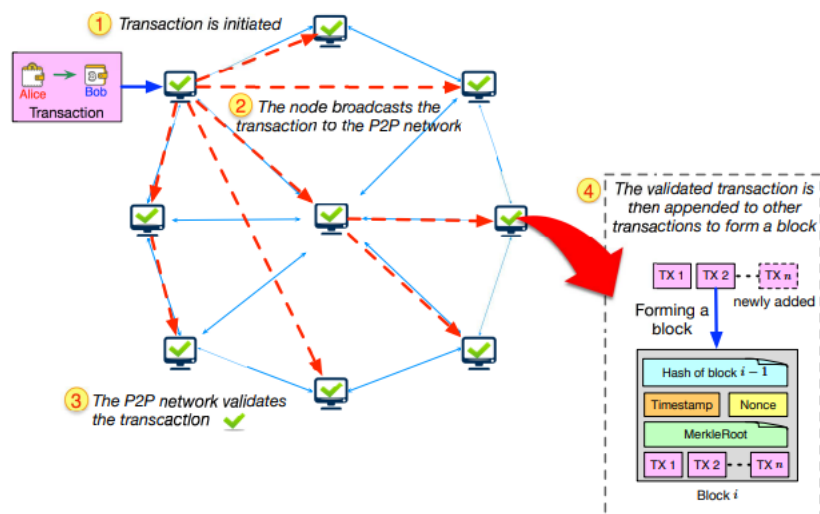 1 Transaction is initiated
Alice Bob
Transaction
2 The node broadcasts the
transaction to the P2P network
3 The P2P network validates
the transcaction
4 The validated transaction is
then appended to other
transactions to form a block
TX 1 TX 2 TX n
newly added
Forming a
block
Hash of block i − 1
Timestamp Nonce
MerkleRoot
TX 1 TX 2 TX n
Block i